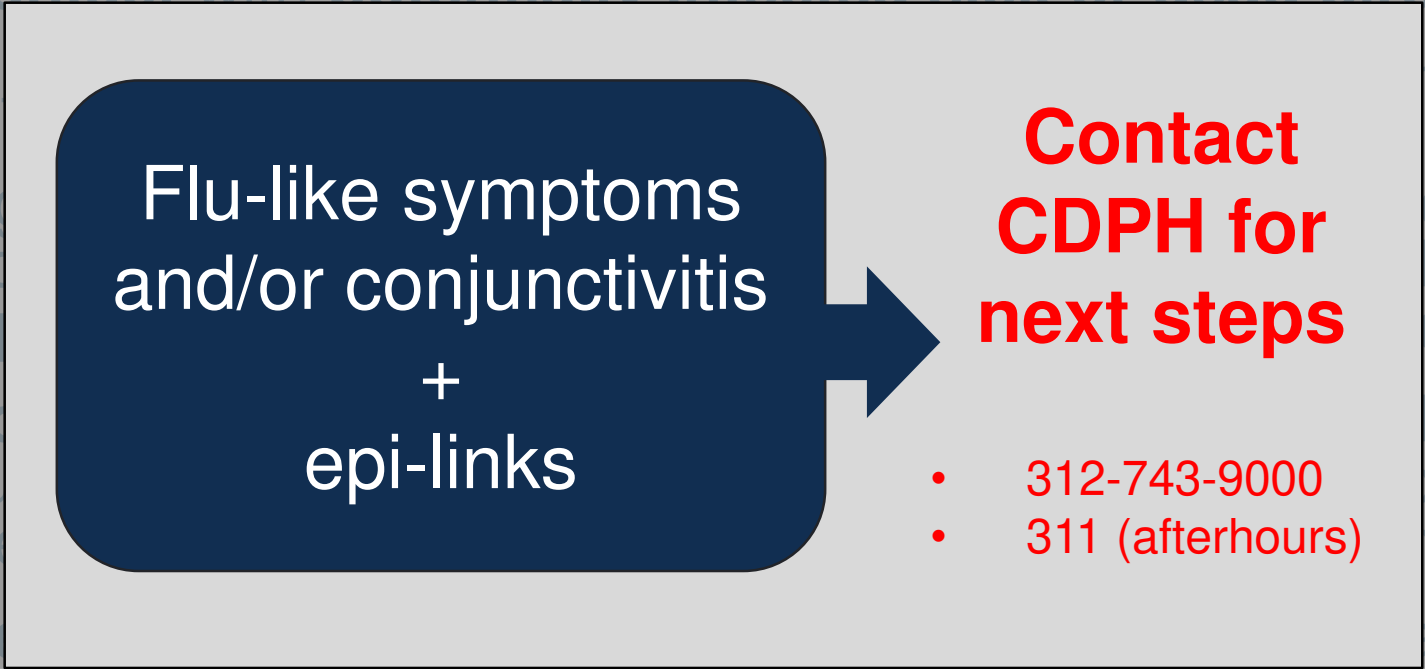 Flu-like symptoms
and/or conjunctivitis
+
epi-links
Contact
CDPH for
next steps
• 312-743-9000
• 311 (afterhours)